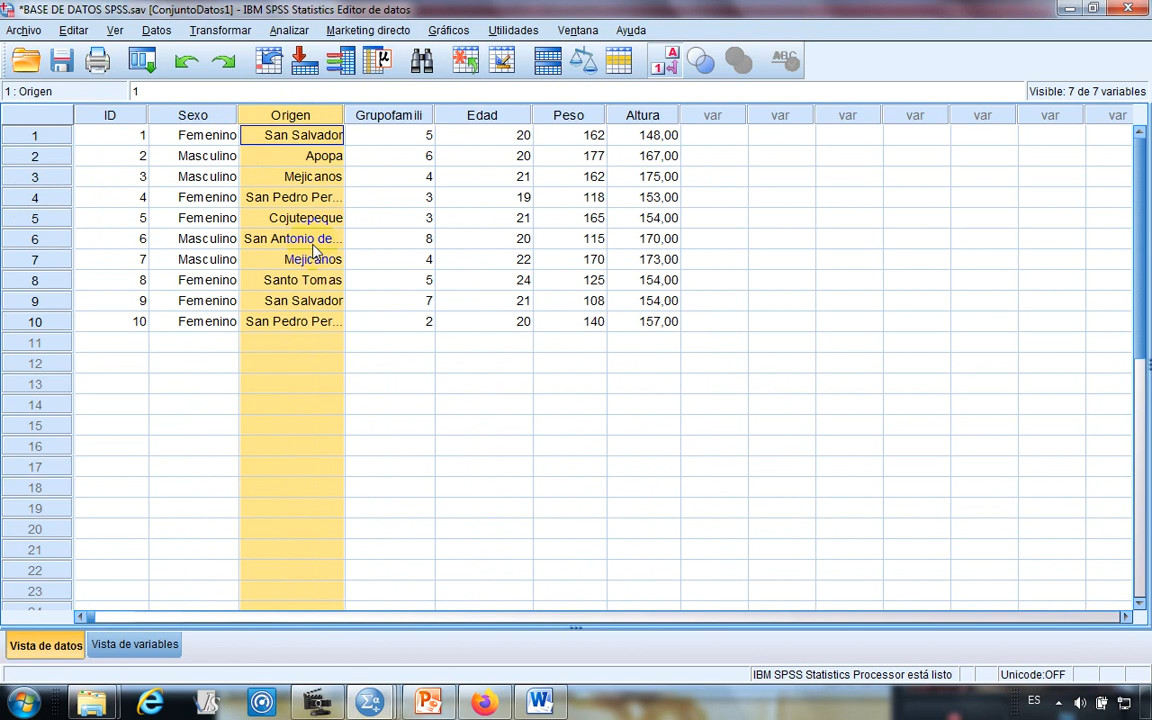 *BASE DE DATOS SPSS.sav [ConjuntoDatos1] - IBM SPSS Statistics Editor de datos
Archivo Editar Ver Datos Transformar Analizar Marketing directo Gráficos Utilidades Ventana Ayuda
1 : Origen 1 Visible: 7 de 7 variables
ID Sexo Origen Grupofamili Edad Peso Altura var var var var var var var
1 1 Femenino San Salvador 5 20 162 148,00
2 2 Masculino Apopa 6 20 177 167,00
3 3 Masculino Mejicanos 4 21 162 175,00
4 4 Femenino San Pedro Per... 3 19 118 153,00
5 5 Femenino Cojutepeque 3 21 165 154,00
6 6 Masculino San Antonio de... 8 20 115 170,00
7 7 Masculino Mejicanos 4 22 170 173,00
8 8 Femenino Santo Tomas 5 24 125 154,00
9 9 Femenino San Salvador 7 21 108 154,00
10 10 Femenino San Pedro Per... 2 20 140 157,00
11
12
13
14
15
16
17
18
19
20
21
22
23
Vista de datos Vista de variables
IBM SPSS Statistics Processor está listo Unicode:OFF
ES